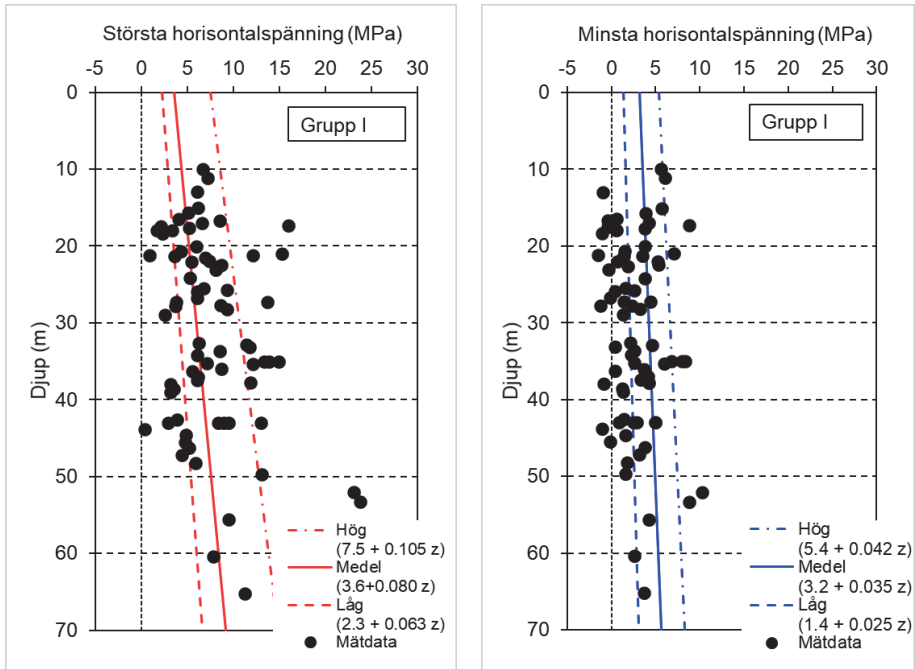 Största horisontalspänning (MPa)
-5 0 5 10 15 20 25 30
Grupp I
Djup (m)
0
10
20
30
40
50
60
70
Hög
(7.5 + 0.105 z)
Medel
(3.6+0.080 z)
Låg
(2.3 + 0.063 z)
Mätdata
Minsta horisontalspänning (MPa)
-5 0 5 10 15 20 25 30
Grupp I
Djup (m)
0
10
20
30
40
50
60
70
Hög
(5.4 + 0.042 z)
Medel
(3.2 + 0.035 z)
Låg
(1.4 + 0.025 z)
Mätdata